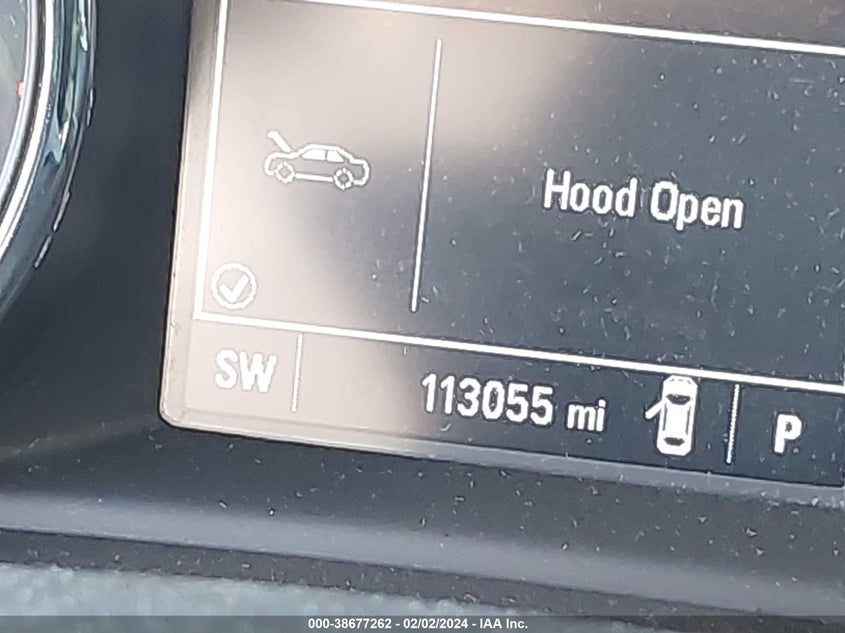 Hood Open
SW 113055 mi P
000-38677262 - 02/02/2024 - IAA Inc.